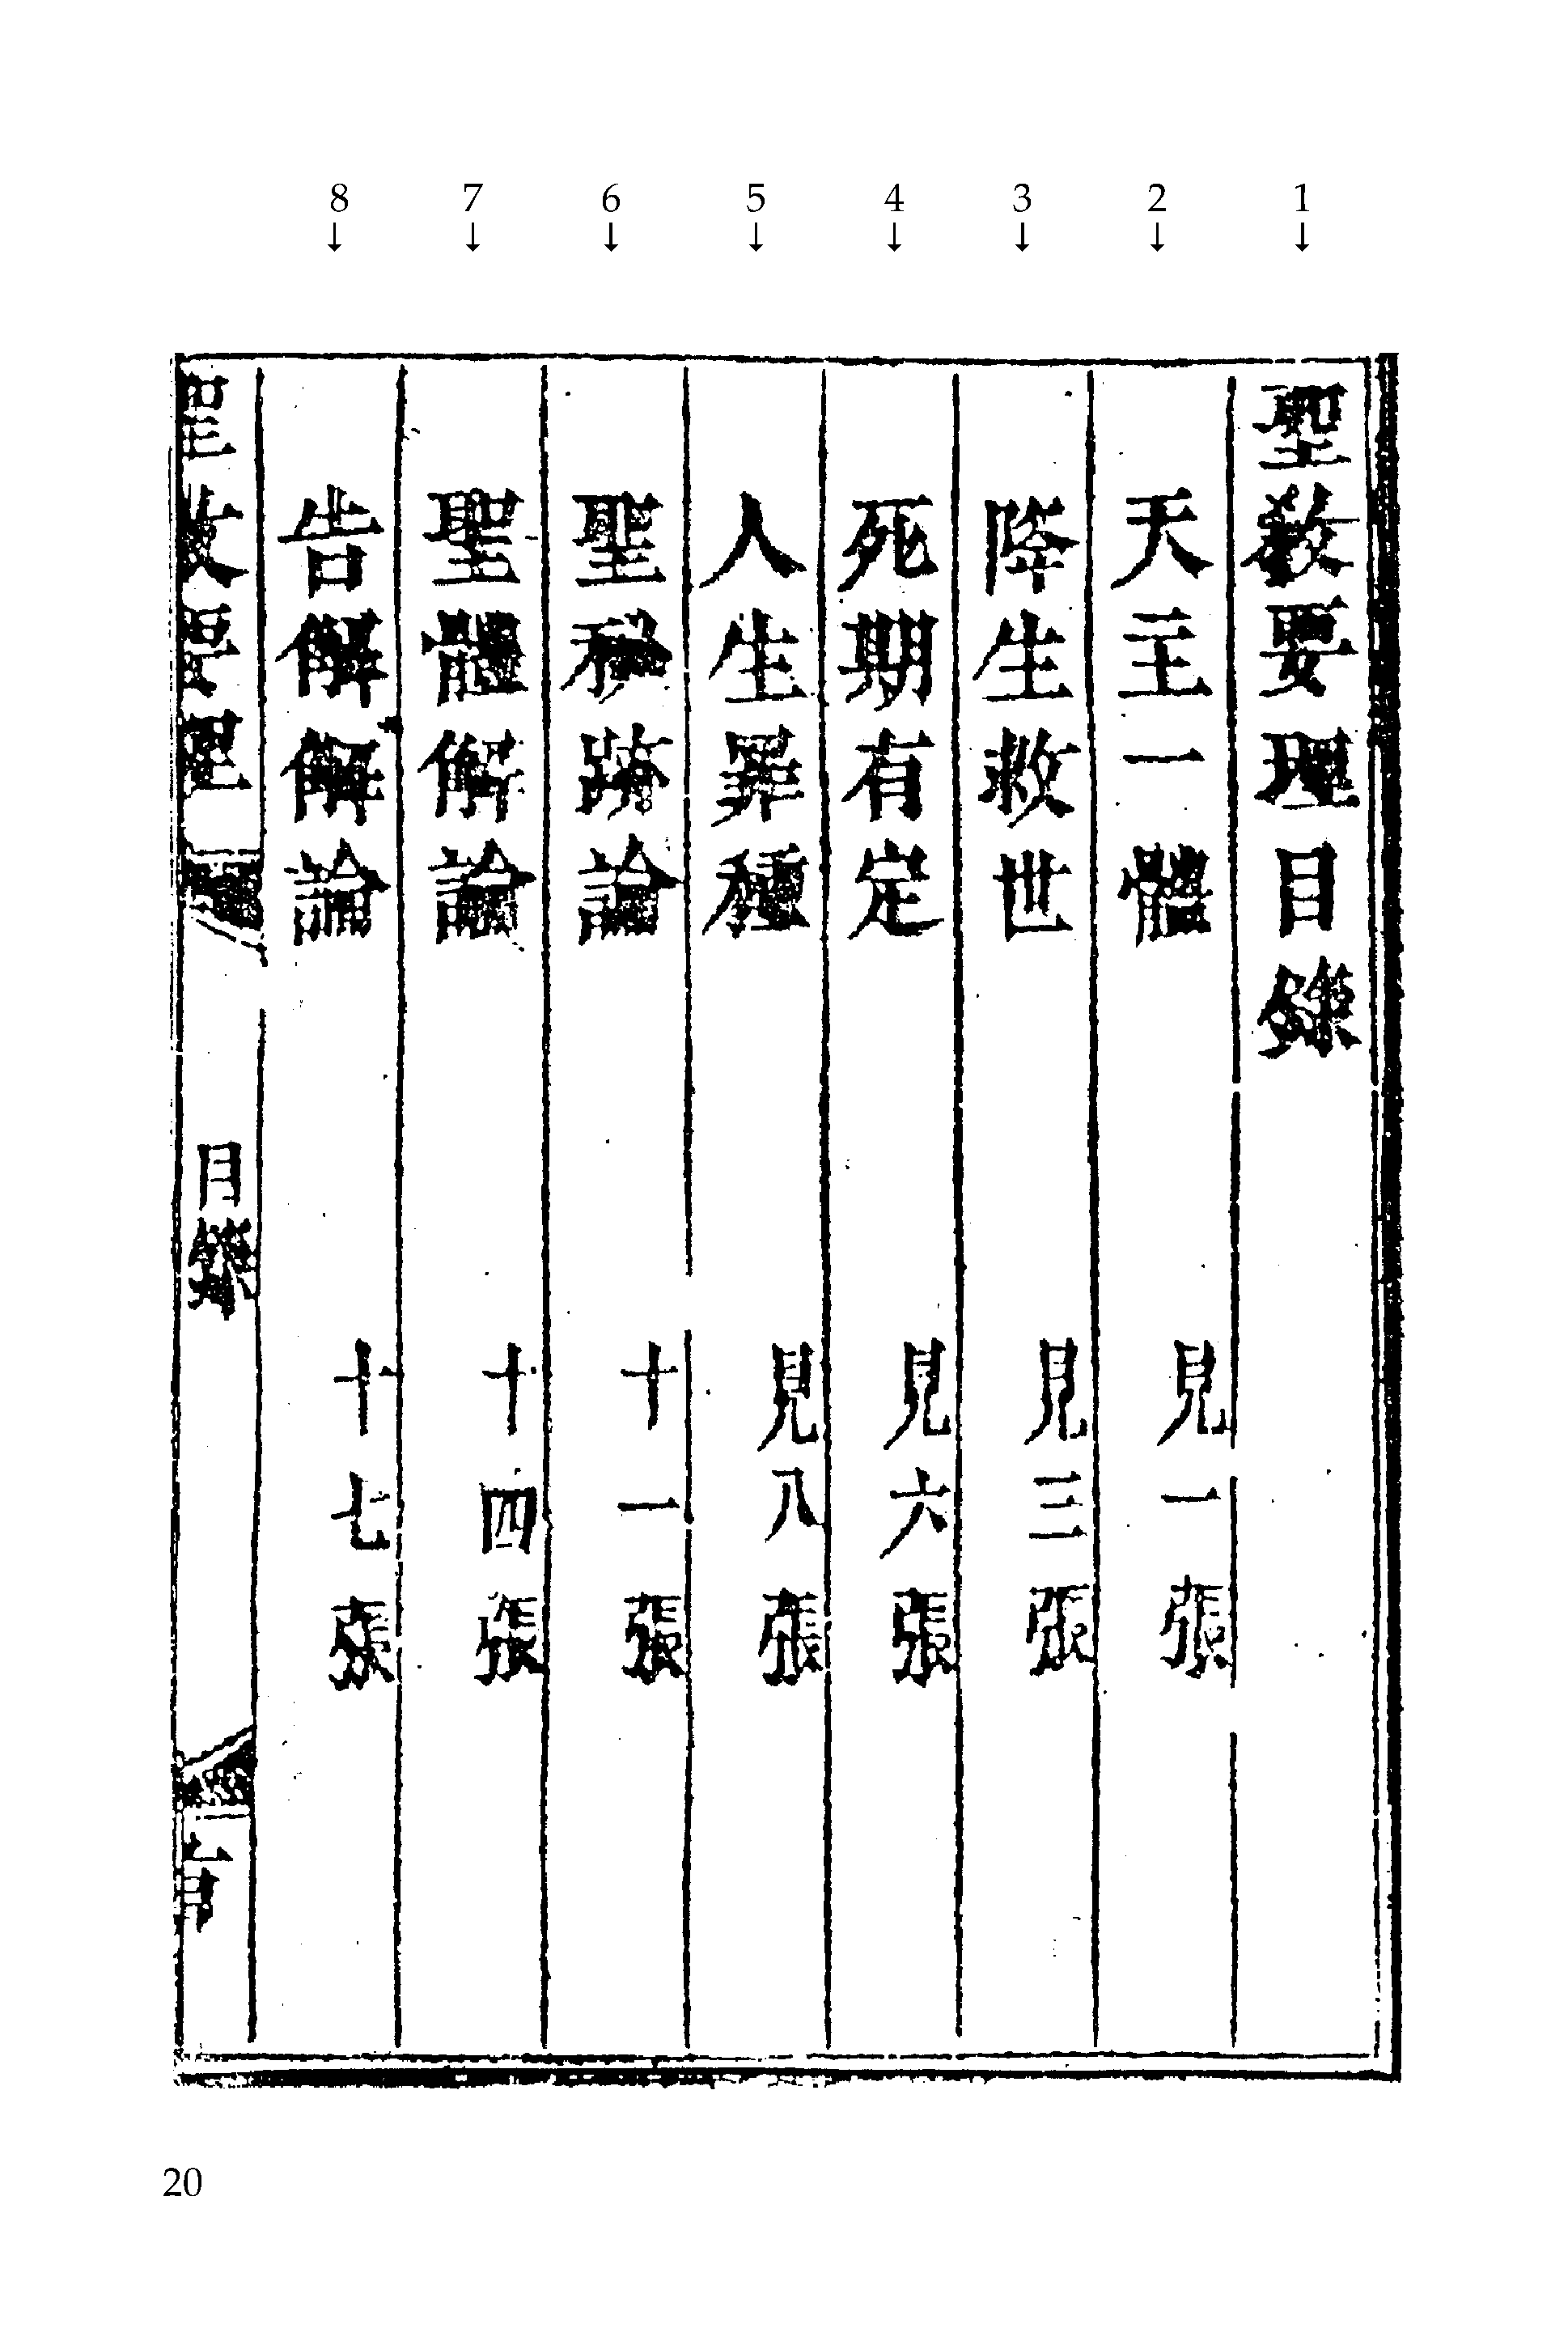 8 7 6 5 4 3 2 1
↓ ↓ ↓ ↓ ↓ ↓ ↓ ↓
聖教要理目錄
天主一體 見一張
降生救世 見三張
死期有定 見六張
人生罪種 見八張
聖秘蹟論 十一張
聖體解論 十四張
告解解論 十七張
聖教要理 目錄
20